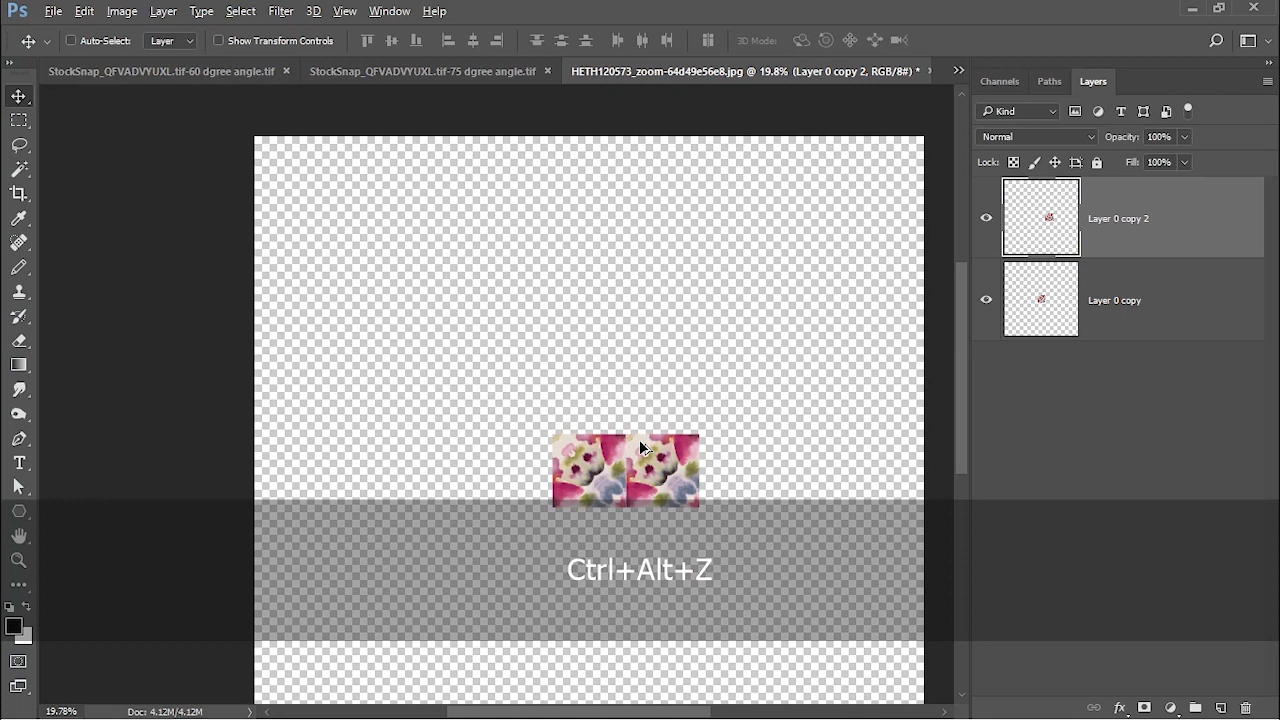 Ps File Edit Image Layer Type Select Filter 3D View Window Help
Auto-Select: Layer Show Transform Controls 3D Mode:
StockSnap_QFVADVYUXL.tif-60 dgree angle.tif × StockSnap_QFVADVYUXL.tif-75 dgree angle.tif × HETH120573_zoom-64d49e56e8.jpg @ 19.8% (Layer 0 copy 2, RGB/8#) *
Channels Paths Layers
Kind
Normal Opacity: 100%
Lock: Fill: 100%
Layer 0 copy 2
Layer 0 copy
Ctrl+Alt+Z
19.78% Doc: 4.12M/4.12M